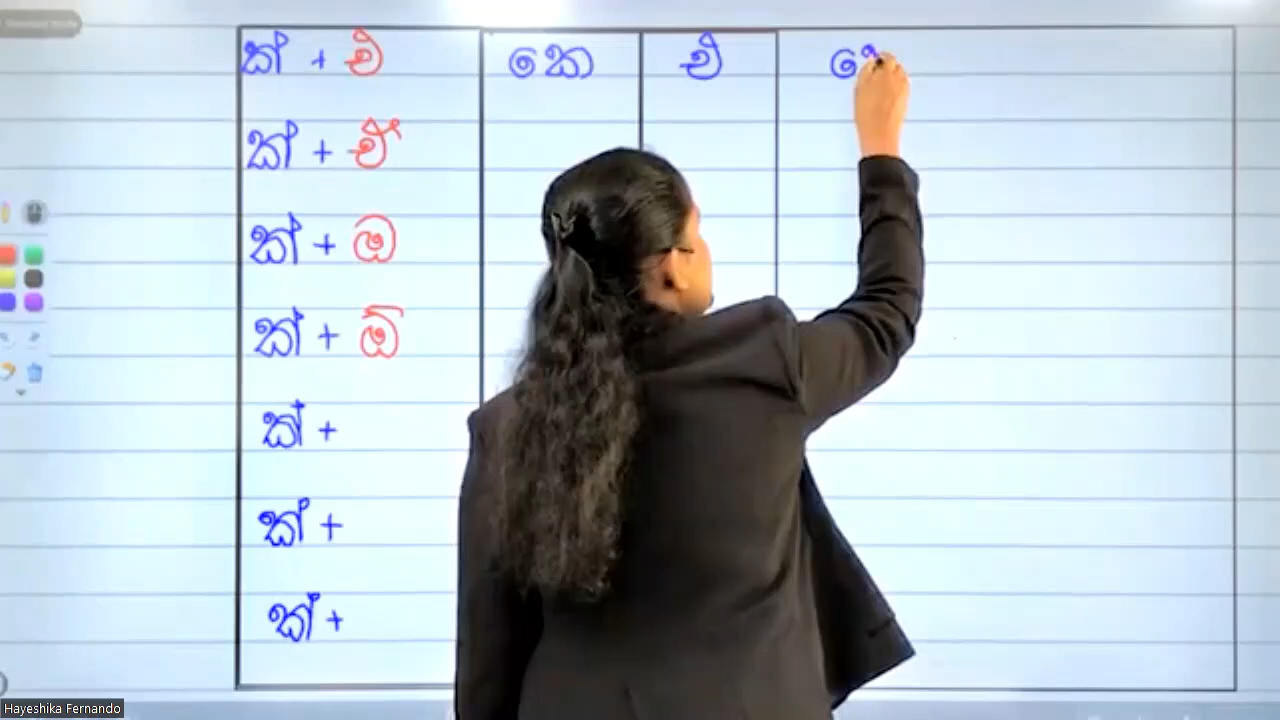 ක් + එ කෙ එ
ක් + ඒ
ක් + ඔ
ක් + ඕ
ක් +
ක් +
ක් +
Hayeshika Fernando